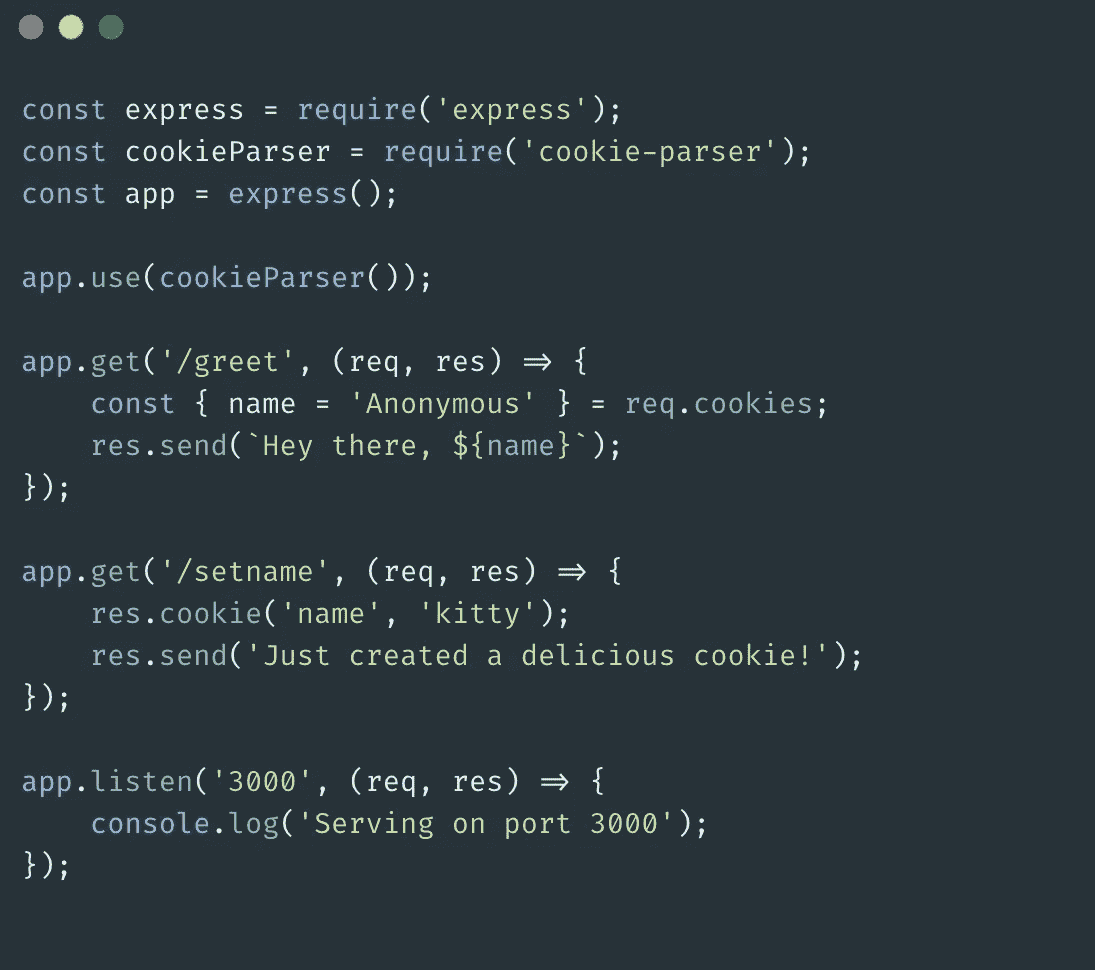 const express = require('express');
const cookieParser = require('cookie-parser');
const app = express();
app.use(cookieParser());
app.get('/greet', (req, res) => {
    const { name = 'Anonymous' } = req.cookies;
    res.send(`Hey there, ${name}`);
});
app.get('/setname', (req, res) => {
    res.cookie('name', 'kitty');
    res.send('Just created a delicious cookie!');
});
app.listen('3000', (req, res) => {
    console.log('Serving on port 3000');
});